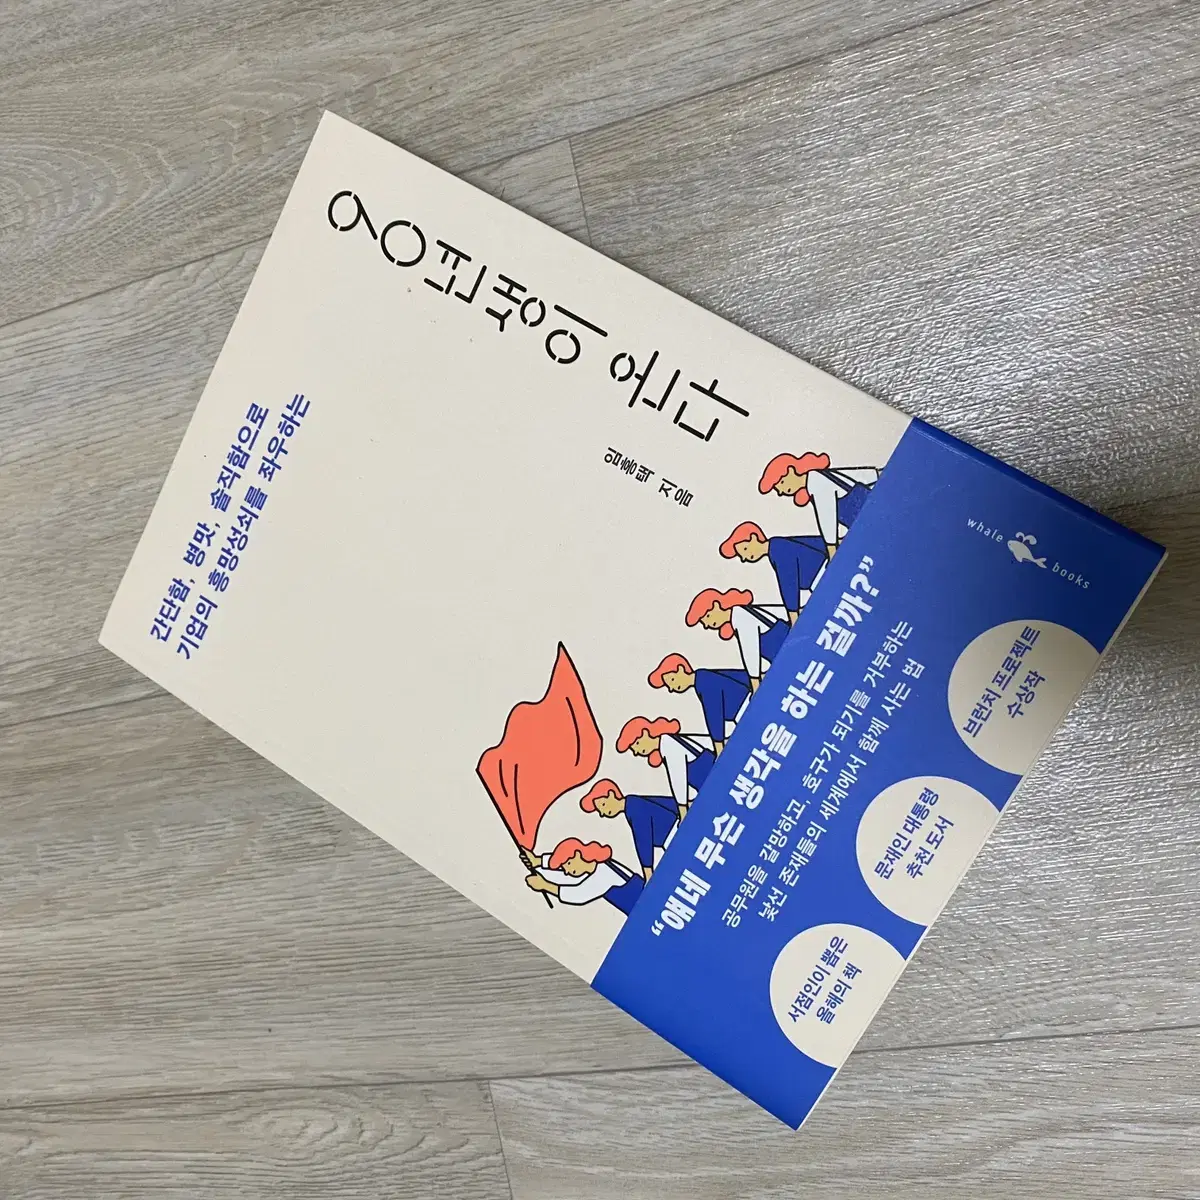 간단함, 병맛, 솔직함으로
기업의 흥망성쇠를 좌우하는
90년생이 온다
임홍택 지음
"얘네 무슨 생각을 하는 걸까?"
공무원을 갈망하고, 호구가 되기를 거부하는
낯선 존재들의 세계에서 함께 사는 법
서점인이 뽑은
올해의 책
문재인 대통령
추천 도서
브런치 프로젝트
수상작
whale books